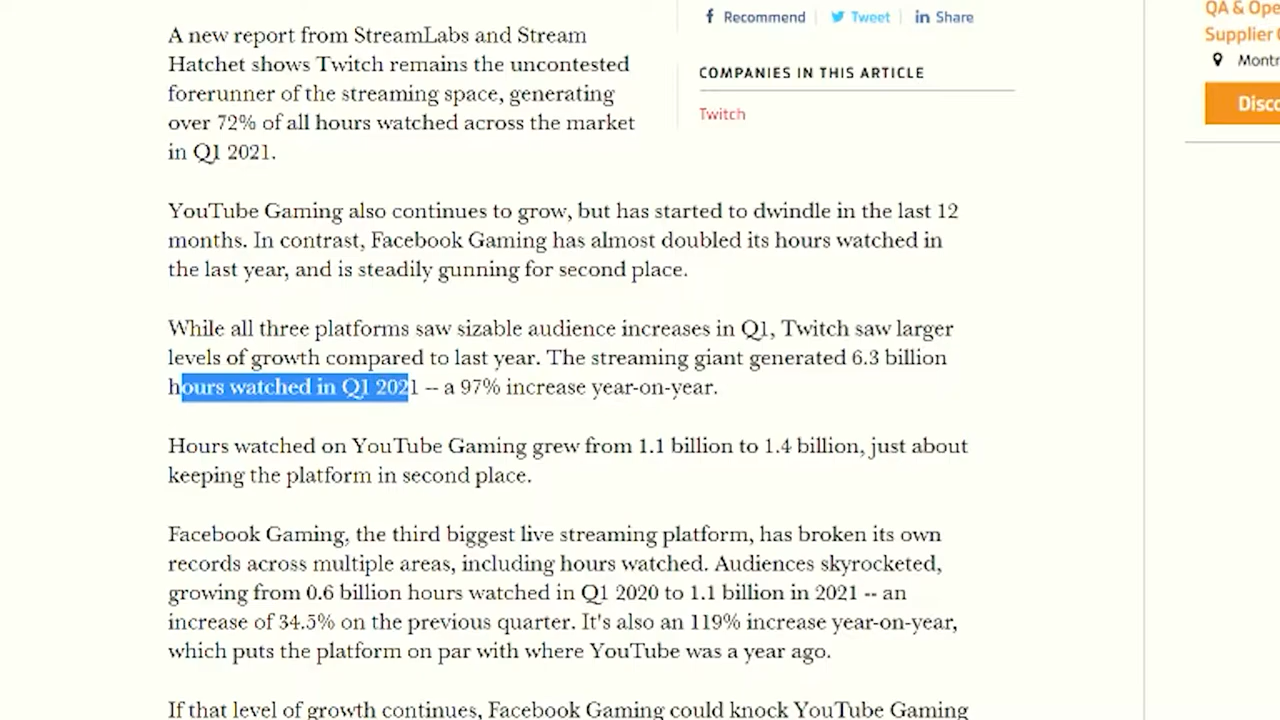 A new report from StreamLabs and Stream
Hatchet shows Twitch remains the uncontested
forerunner of the streaming space, generating
over 72% of all hours watched across the market
in Q1 2021.
Recommend
Tweet
Share
COMPANIES IN THIS ARTICLE
Twitch
QA & Ope
Supplier
Montr
Disco
YouTube Gaming also continues to grow, but has started to dwindle in the last 12
months. In contrast, Facebook Gaming has almost doubled its hours watched in
the last year, and is steadily gunning for second place.
While all three platforms saw sizable audience increases in Q1, Twitch saw larger
levels of growth compared to last year. The streaming giant generated 6.3 billion
hours watched in Q1 2021 -- a 97% increase year-on-year.
Hours watched on YouTube Gaming grew from 1.1 billion to 1.4 billion, just about
keeping the platform in second place.
Facebook Gaming, the third biggest live streaming platform, has broken its own
records across multiple areas, including hours watched. Audiences skyrocketed,
growing from 0.6 billion hours watched in Q1 2020 to 1.1 billion in 2021 -- an
increase of 34.5% on the previous quarter. It's also an 119% increase year-on-year,
which puts the platform on par with where YouTube was a year ago.
If that level of growth continues, Facebook Gaming could knock YouTube Gaming